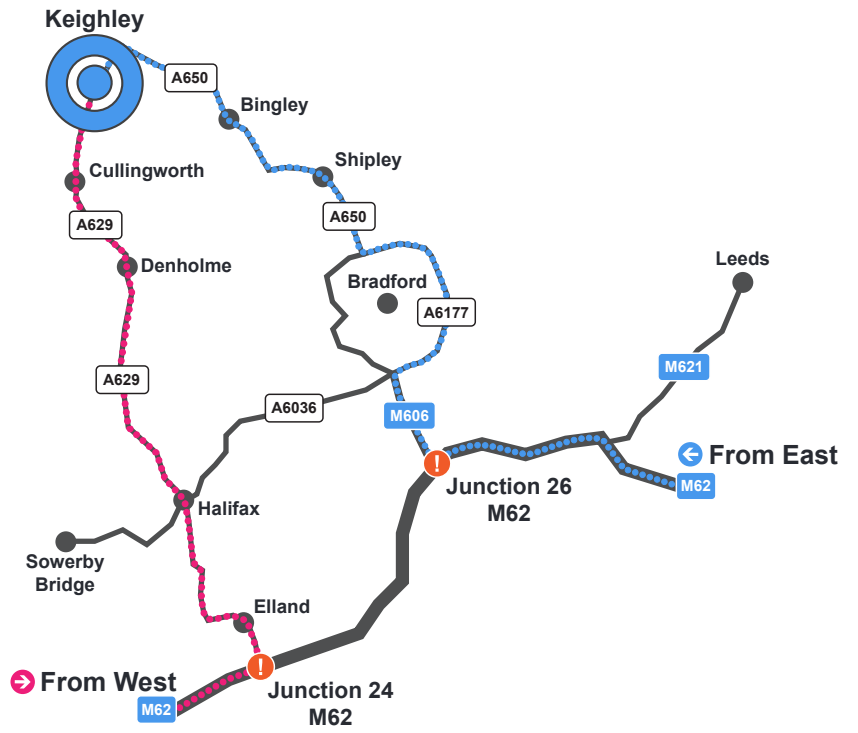 Keighley
A650
Bingley
Shipley
Cullingworth
A650
A629
Denholme
Leeds
Bradford
A6177
M621
A629
A6036
M606
From East
M62
Junction 26
M62
Halifax
Sowerby
Bridge
Elland
From West
M62
Junction 24
M62